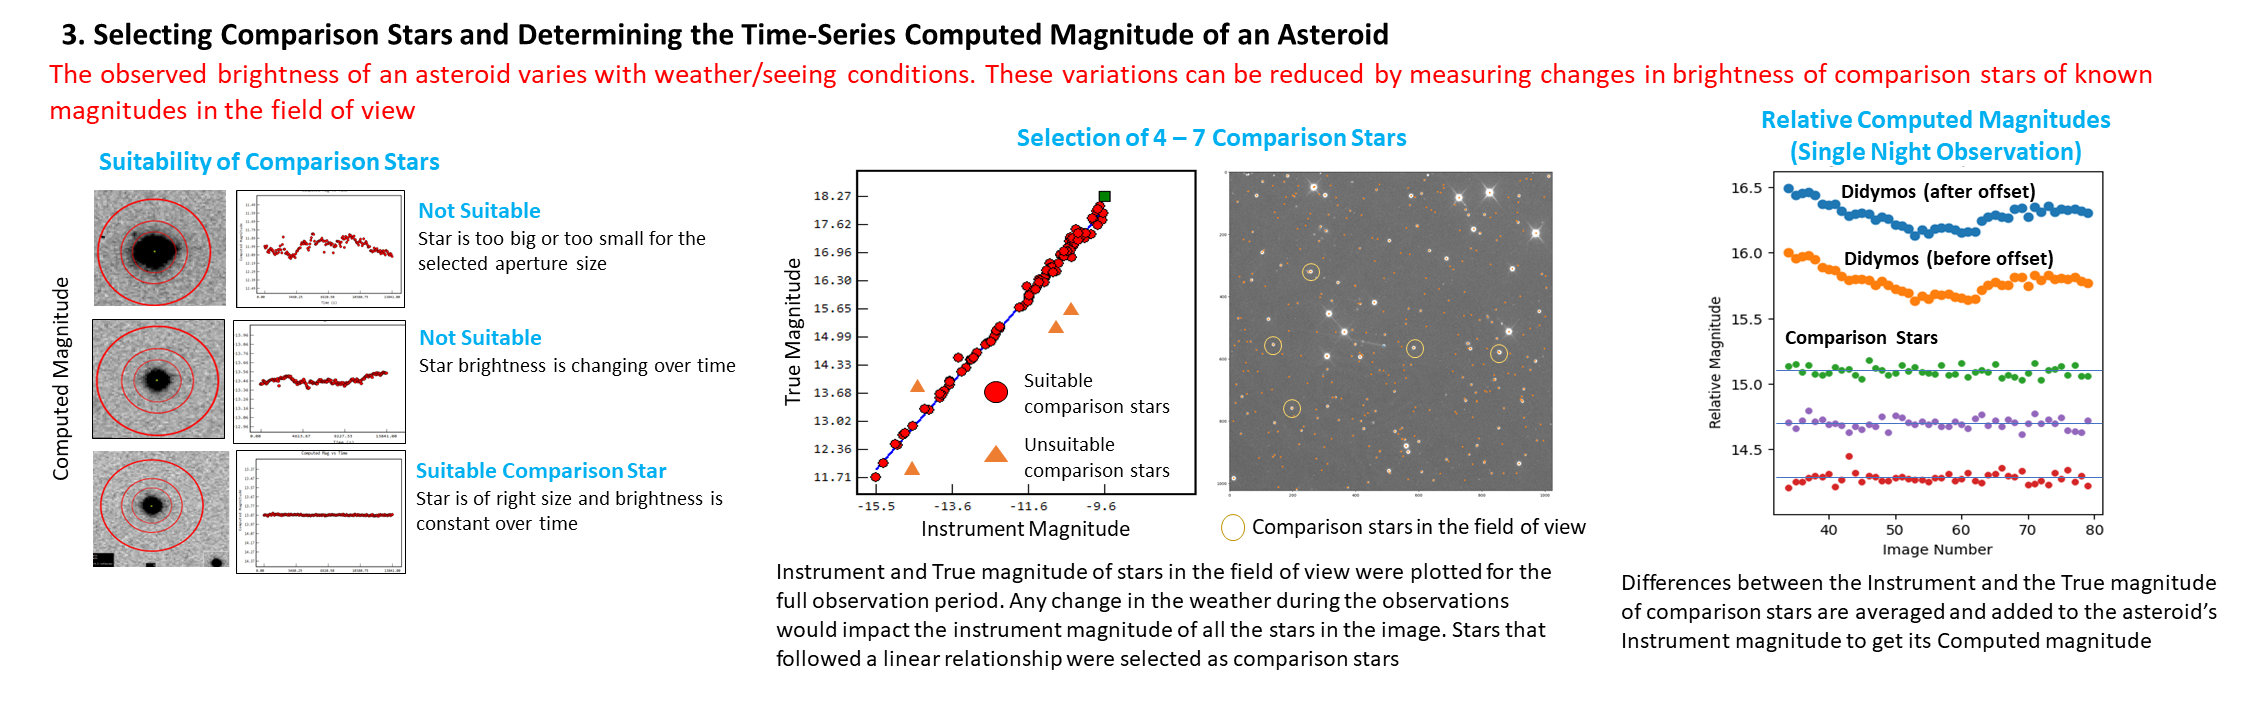 3. Selecting Comparison Stars and Determining the Time-Series Computed Magnitude of an Asteroid
The observed brightness of an asteroid varies with weather/seeing conditions. These variations can be reduced by measuring changes in brightness of comparison stars of known
magnitudes in the field of view
Suitability of Comparison Stars
Computed Magnitude
Not Suitable
Star is too big or too small for the
selected aperture size
Not Suitable
Star brightness is changing over time
Computed Mag vs Time
Suitable Comparison Star
Star is of right size and brightness is
constant over time
Selection of 4 – 7 Comparison Stars
True Magnitude
18.27
17.62
16.96
16.30
15.65
14.99
14.33
13.68
13.02
12.36
11.71
Suitable
comparison stars
Unsuitable
comparison stars
-15.5 -13.6 -11.6 -9.6
Instrument Magnitude
Comparison stars in the field of view
Instrument and True magnitude of stars in the field of view were plotted for the
full observation period. Any change in the weather during the observations
would impact the instrument magnitude of all the stars in the image. Stars that
followed a linear relationship were selected as comparison stars
Relative Computed Magnitudes
(Single Night Observation)
Relative Magnitude
16.5
16.0
15.5
15.0
14.5
Didymos (after offset)
Didymos (before offset)
Comparison Stars
40 50 60 70 80
Image Number
Differences between the Instrument and the True magnitude
of comparison stars are averaged and added to the asteroid’s
Instrument magnitude to get its Computed magnitude